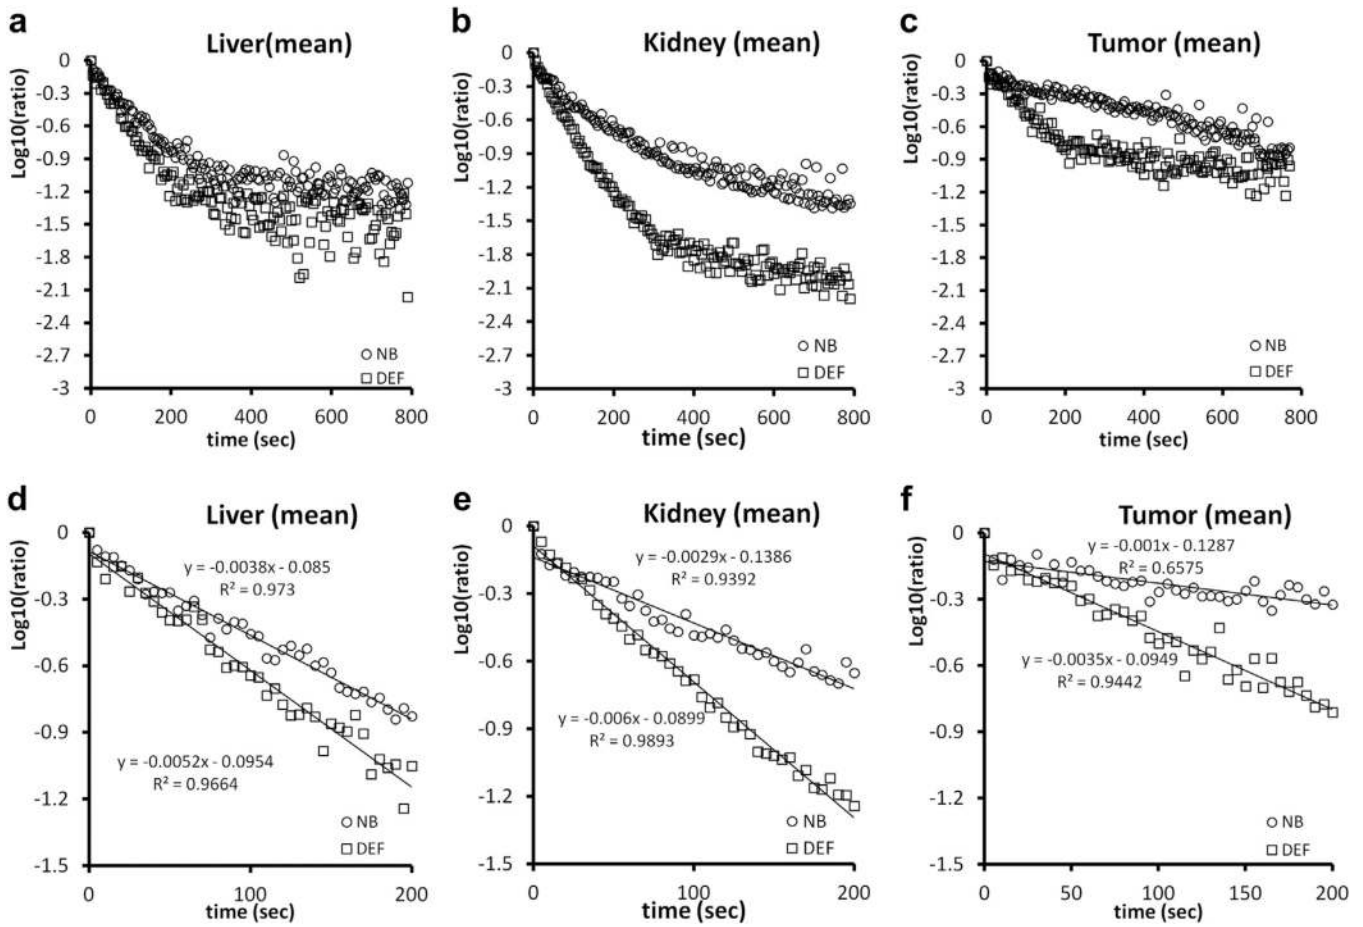 a
Liver(mean)
Log10(ratio)
0
-0.3
-0.6
-0.9
-1.2
-1.5
-1.8
-2.1
-2.4
-2.7
-3
NB
DEF
0 200 400 600 800
time (sec)
b
Kidney (mean)
Log10(ratio)
0
-0.3
-0.6
-0.9
-1.2
-1.5
-1.8
-2.1
-2.4
-2.7
-3
NB
DEF
0 200 400 600 800
time (sec)
c
Tumor (mean)
Log10(ratio)
0
-0.3
-0.6
-0.9
-1.2
-1.5
-1.8
-2.1
-2.4
-2.7
-3
NB
DEF
0 200 400 600 800
time (sec)
d
Liver (mean)
Log10(ratio)
0
-0.3
-0.6
-0.9
-1.2
-1.5
y = -0.0038x - 0.085
R² = 0.973
y = -0.0052x - 0.0954
R² = 0.9664
NB
DEF
0 100 200
time (sec)
e
Kidney (mean)
Log10(ratio)
0
-0.3
-0.6
-0.9
-1.2
-1.5
y = -0.0029x - 0.1386
R² = 0.9392
y = -0.006x - 0.0899
R² = 0.9893
NB
DEF
0 100 200
time (sec)
f
Tumor (mean)
Log10(ratio)
0
-0.3
-0.6
-0.9
-1.2
-1.5
y = -0.001x - 0.1287
R² = 0.6575
y = -0.0035x - 0.0949
R² = 0.9442
NB
DEF
0 50 100 150 200
time (sec)